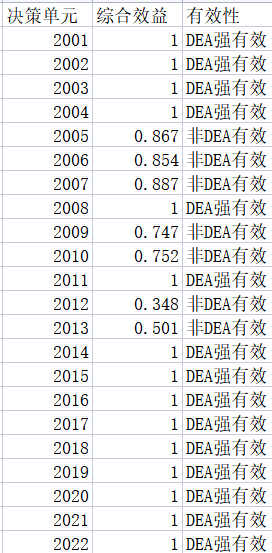 决策单元 综合效益 有效性
2001 1 DEA强有效
2002 1 DEA强有效
2003 1 DEA强有效
2004 1 DEA强有效
2005 0.867 非DEA有效
2006 0.854 非DEA有效
2007 0.887 非DEA有效
2008 1 DEA强有效
2009 0.747 非DEA有效
2010 0.752 非DEA有效
2011 1 DEA强有效
2012 0.348 非DEA有效
2013 0.501 非DEA有效
2014 1 DEA强有效
2015 1 DEA强有效
2016 1 DEA强有效
2017 1 DEA强有效
2018 1 DEA强有效
2019 1 DEA强有效
2020 1 DEA强有效
2021 1 DEA强有效
2022 1 DEA强有效